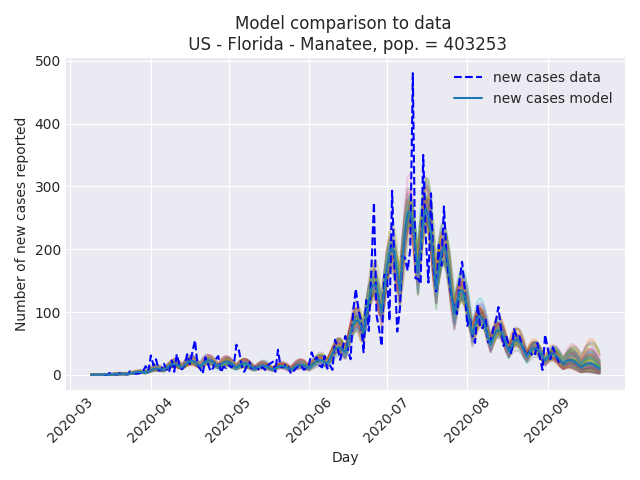 Model comparison to data
US - Florida - Manatee, pop. = 403253
new cases data
new cases model
Number of new cases reported
500
400
300
200
100
0
2020-03
2020-04
2020-05
2020-06
2020-07
2020-08
2020-09
Day